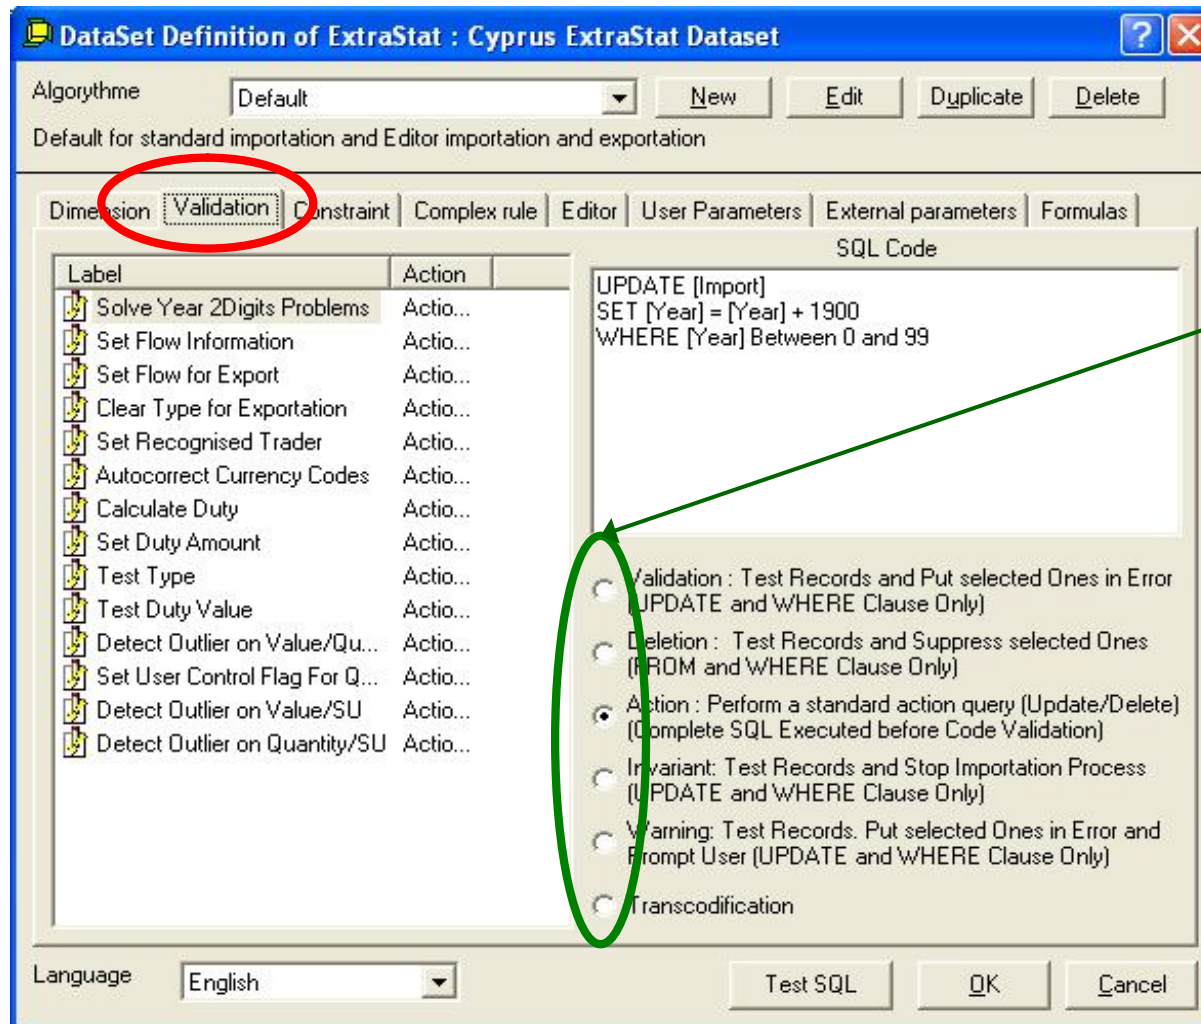 DataSet Definition of ExtraStat : Cyprus ExtraStat Dataset
Algorythme Default New Edit Duplicate Delete
Default for standard importation and Editor importation and exportation
Dimension Validation Constraint Complex rule Editor User Parameters External parameters Formulas
Label Action
Solve Year 2Digits Problems Actio...
Set Flow Information Actio...
Set Flow for Export Actio...
Clear Type for Exportation Actio...
Set Recognised Trader Actio...
Autocorrect Currency Codes Actio...
Calculate Duty Actio...
Set Duty Amount Actio...
Test Type Actio...
Test Duty Value Actio...
Detect Outlier on Value/Qu... Actio...
Set User Control Flag For Q... Actio...
Detect Outlier on Value/SU Actio...
Detect Outlier on Quantity/SU Actio...
SQL Code
UPDATE [Import]
SET [Year] = [Year] + 1900
WHERE [Year] Between 0 and 99
Validation : Test Records and Put selected Ones in Error
(UPDATE and WHERE Clause Only)
Deletion : Test Records and Suppress selected Ones
(FROM and WHERE Clause Only)
Action : Perform a standard action query (Update/Delete)
(Complete SQL Executed before Code Validation)
Invariant: Test Records and Stop Importation Process
(UPDATE and WHERE Clause Only)
Warning: Test Records. Put selected Ones in Error and
Prompt User (UPDATE and WHERE Clause Only)
Transcodification
Language English Test SQL OK Cancel